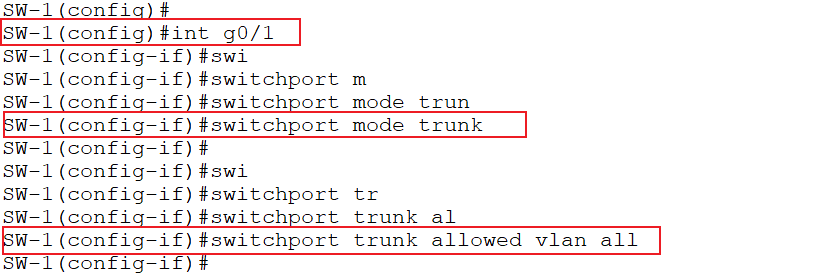 SW-1(config)#
SW-1(config)#int g0/1
SW-1(config-if)#swi
SW-1(config-if)#switchport m
SW-1(config-if)#switchport mode trun
SW-1(config-if)#switchport mode trunk
SW-1(config-if)#
SW-1(config-if)#swi
SW-1(config-if)#switchport tr
SW-1(config-if)#switchport trunk al
SW-1(config-if)#switchport trunk allowed vlan all
SW-1(config-if)#